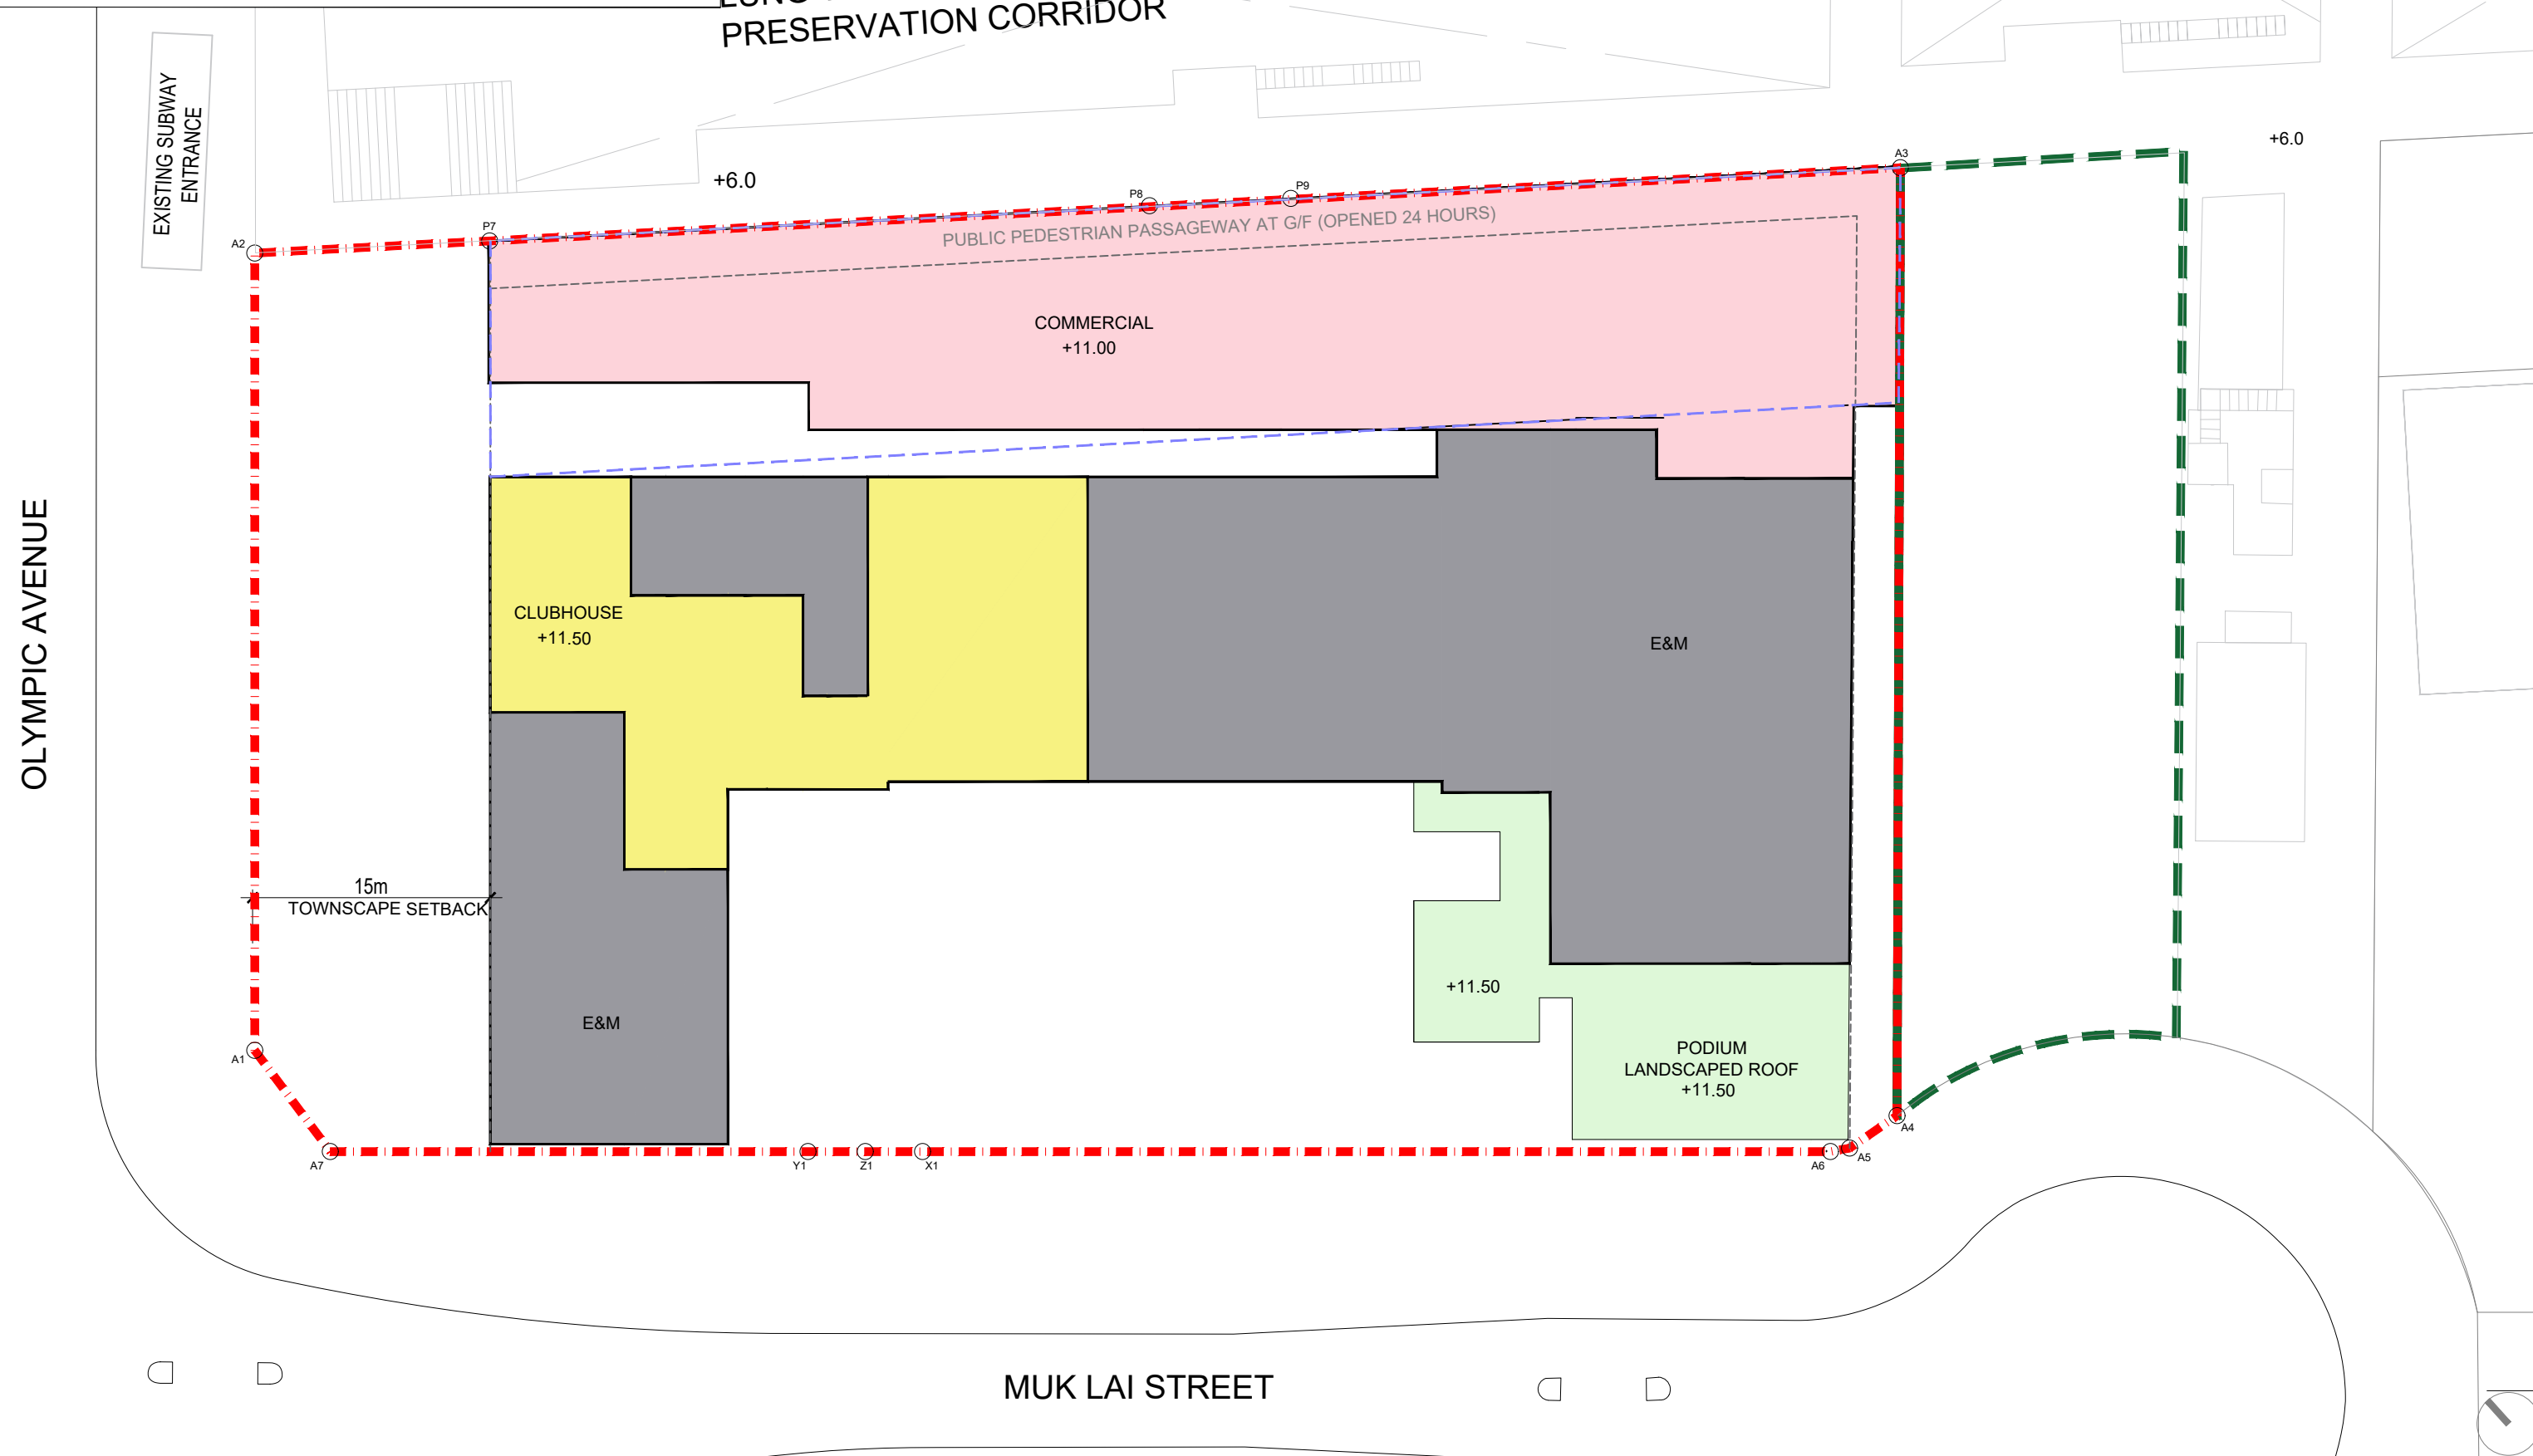 PRESERVATION CORRIDOR
EXISTING SUBWAY
ENTRANCE
+6.0
+6.0
A3
P9
P8
P7
A2
PUBLIC PEDESTRIAN PASSAGEWAY AT G/F (OPENED 24 HOURS)
COMMERCIAL
+11.00
OLYMPIC AVENUE
CLUBHOUSE
+11.50
E&M
15m
TOWNSCAPE SETBACK
+11.50
E&M
PODIUM
LANDSCAPED ROOF
+11.50
A1
A4
A7
Y1
Z1
X1
A6
A5
MUK LAI STREET